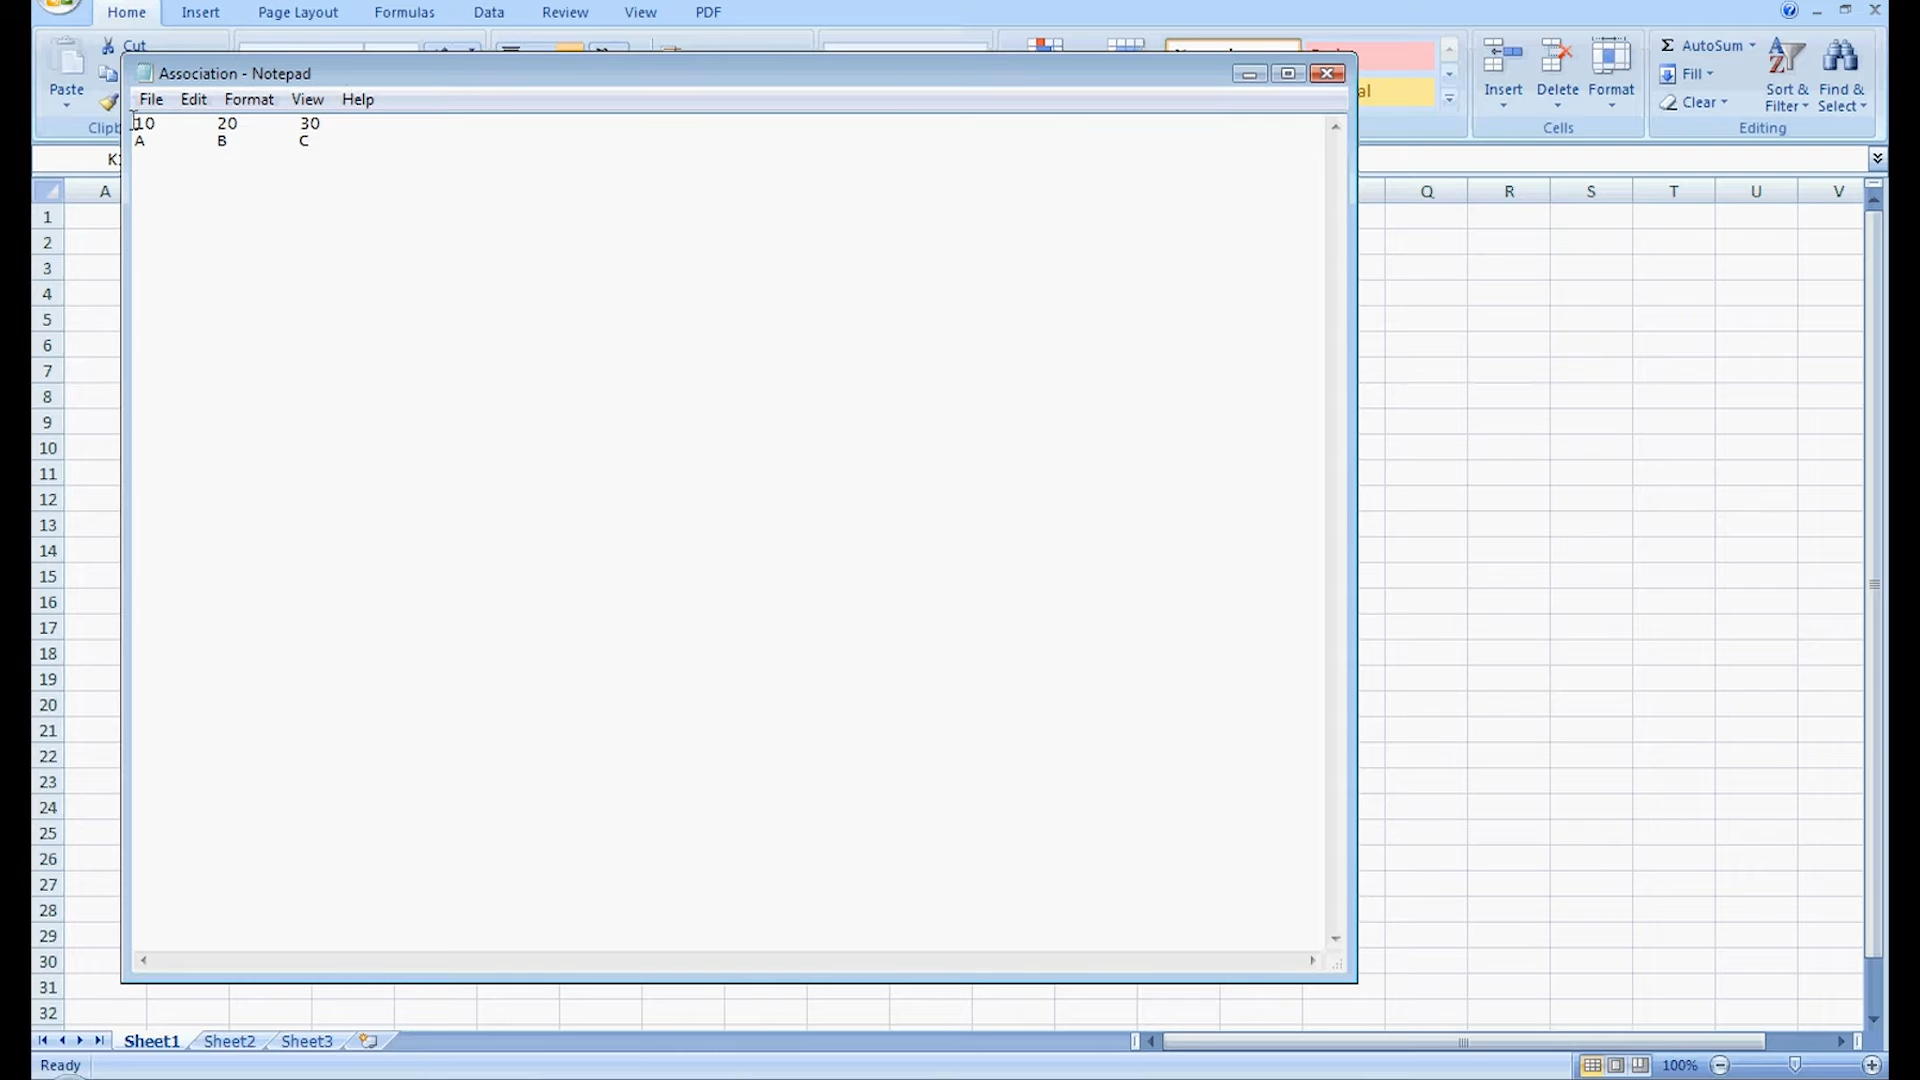 Home Insert Page Layout Formulas Data Review View PDF
Cut
Paste
Association - Notepad
File Edit Format View Help
10 20 30
A B C
AutoSum
Fill
Clear
Insert Delete Format
Sort & Filter
Find & Select
Cells
Editing
A Q R S T U V
1
2
3
4
5
6
7
8
9
10
11
12
13
14
15
16
17
18
19
20
21
22
23
24
25
26
27
28
29
30
31
32
Sheet1 Sheet2 Sheet3
Ready
100%